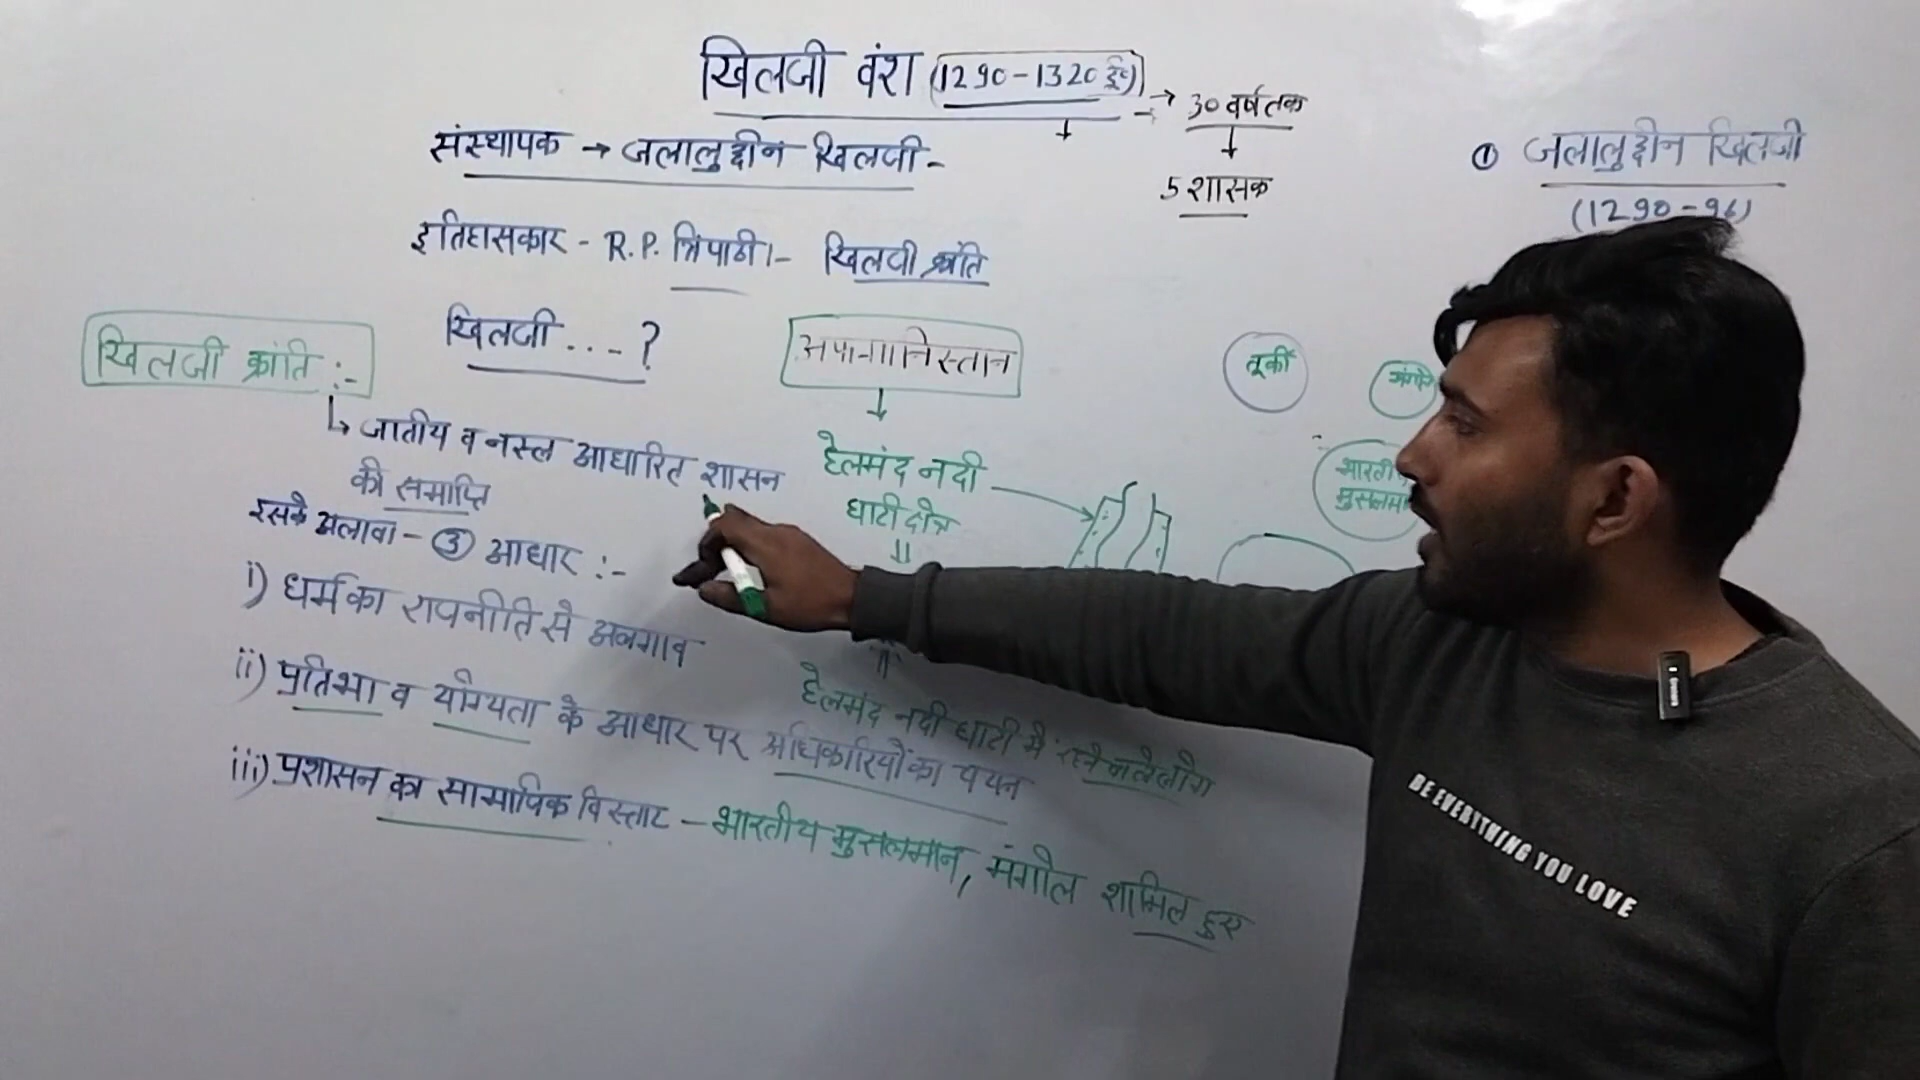 खिलजी वंश (1290-1320 ई०)
→ 30 वर्ष तक
↓
5 शासक
संस्थापक → जलालुद्दीन खिलजी -
① जलालुद्दीन खिलजी
(1290-96)
इतिहासकार - R.P. त्रिपाठी।- खिलजी क्रांति
खिलजी ...-?
अफगानिस्तान
↓
हेलमंद नदी
घाटी क्षेत्र
हेलमंद नदी घाटी में रहने वाले लोग
तूर्की
खिलजी क्रांति :-
↳ जातीय व नस्ल आधारित शासन
की समाप्ति
इसके अलावा - ③ आधार :-
i) धर्म का राजनीति से अलगाव
ii) प्रतिभा व योग्यता के आधार पर अधिकारियों का चयन
iii) प्रशासन का सामाजिक विस्तार - भारतीय मुसलमान, मंगोल शामिल हुए
BE EVERYTHING YOU LOVE